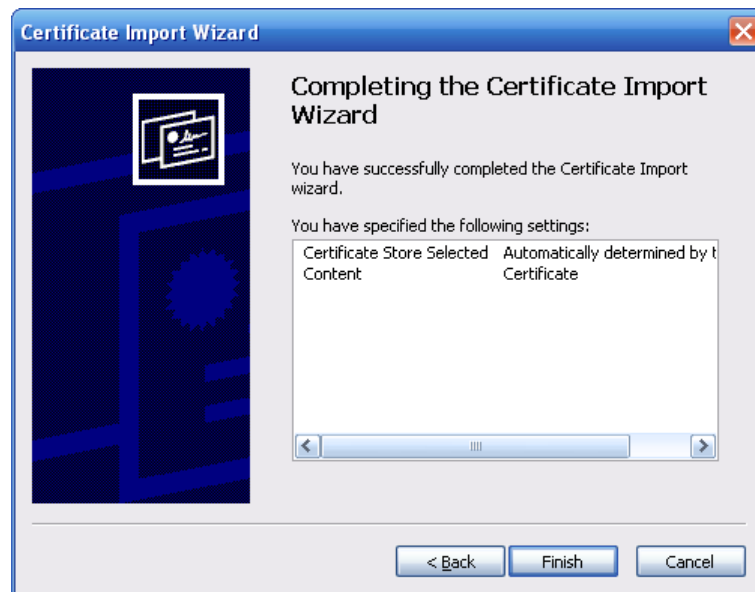 Certificate Import Wizard
Completing the Certificate Import
Wizard
You have successfully completed the Certificate Import
wizard.
You have specified the following settings:
Certificate Store Selected Automatically determined by t
Content Certificate
< Back Finish Cancel